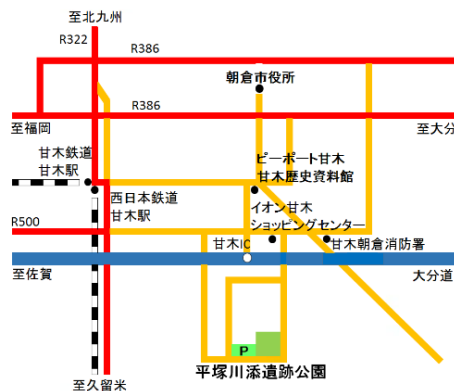 至北九州
R322
R386
朝倉市役所
R386
至福岡
至大分
甘木鉄道
甘木駅
ピーポート甘木
甘木歴史資料館
西日本鉄道
甘木駅
イオン甘木
ショッピングセンター
R500
甘木IC
甘木朝倉消防署
至佐賀
大分道
P
平塚川添遺跡公園
至久留米